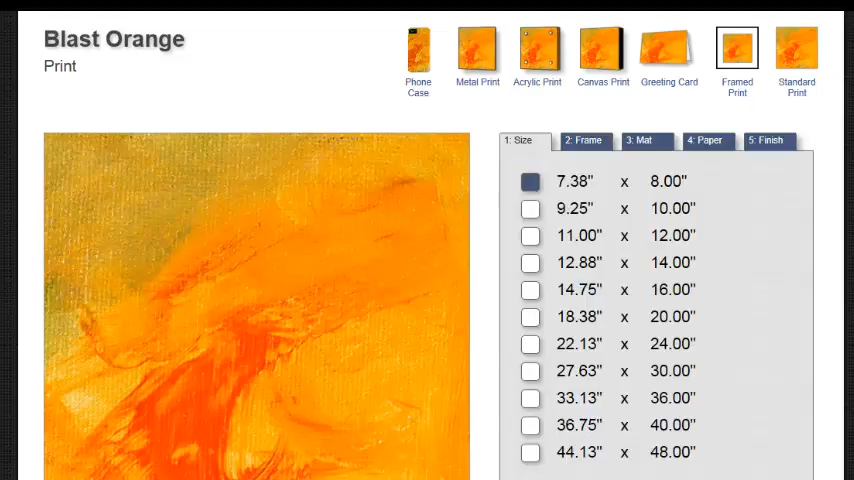 Blast Orange
Print
Phone Case
Metal Print
Acrylic Print
Canvas Print
Greeting Card
Framed Print
Standard Print
1: Size
2: Frame
3: Mat
4: Paper
5: Finish
7.38" x 8.00"
9.25" x 10.00"
11.00" x 12.00"
12.88" x 14.00"
14.75" x 16.00"
18.38" x 20.00"
22.13" x 24.00"
27.63" x 30.00"
33.13" x 36.00"
36.75" x 40.00"
44.13" x 48.00"